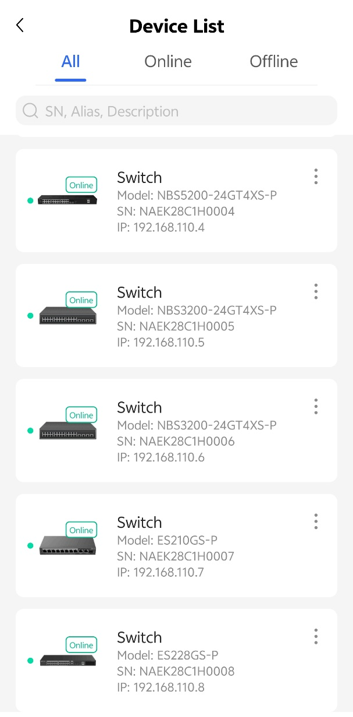 Device List
All
Online
Offline
SN, Alias, Description
Online
Switch
Model: NBS5200-24GT4XS-P
SN: NAEK28C1H0004
IP: 192.168.110.4
Online
Switch
Model: NBS3200-24GT4XS-P
SN: NAEK28C1H0005
IP: 192.168.110.5
Online
Switch
Model: NBS3200-24GT4XS-P
SN: NAEK28C1H0006
IP: 192.168.110.6
Online
Switch
Model: ES210GS-P
SN: NAEK28C1H0007
IP: 192.168.110.7
Online
Switch
Model: ES228GS-P
SN: NAEK28C1H0008
IP: 192.168.110.8